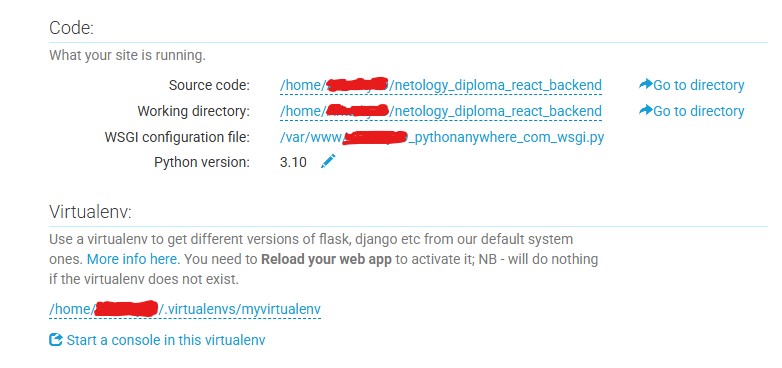 Code:
What your site is running.
Source code: /home/ /netology_diploma_react_backend Go to directory
Working directory: /home/ /netology_diploma_react_backend Go to directory
WSGI configuration file: /var/www _pythonanywhere_com_wsgi.py
Python version: 3.10
Virtualenv:
Use a virtualenv to get different versions of flask, django etc from our default system
ones. More info here. You need to Reload your web app to activate it; NB - will do nothing
if the virtualenv does not exist.
/home/ /.virtualenvs/myvirtualenv
Start a console in this virtualenv